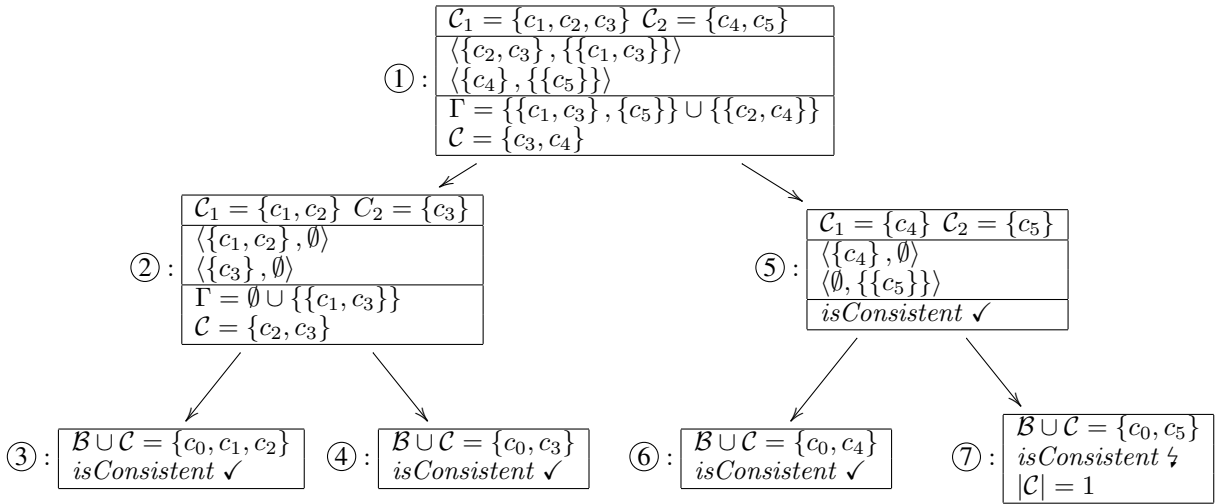 C₁ = {c₁, c₂, c₃} C₂ = {c₄, c₅}
⟨{c₂, c₃}, {{c₁, c₃}}⟩
① : ⟨{c₄}, {{c₅}}⟩
Γ = {{c₁, c₃}, {c₅}} ∪ {{c₂, c₄}}
C = {c₃, c₄}
C₁ = {c₁, c₂} C₂ = {c₃}
⟨{c₁, c₂}, ∅⟩
② : ⟨{c₃}, ∅⟩
Γ = ∅ ∪ {{c₁, c₃}}
C = {c₂, c₃}
C₁ = {c₄} C₂ = {c₅}
⟨{c₄}, ∅⟩
⑤ : ⟨∅, {{c₅}}⟩
isConsistent ✓
③ : B ∪ C = {c₀, c₁, c₂}
isConsistent ✓
④ : B ∪ C = {c₀, c₃}
isConsistent ✓
⑥ : B ∪ C = {c₀, c₄}
isConsistent ✓
B ∪ C = {c₀, c₅}
⑦ : isConsistent ↯
|C| = 1